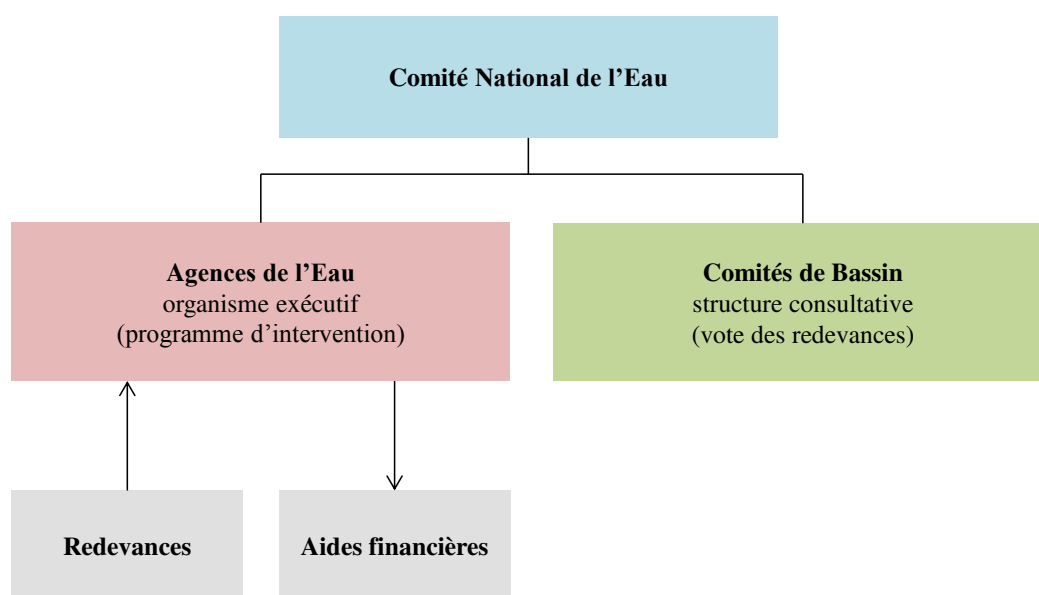 Comité National de l’Eau
Agences de l’Eau
organisme exécutif
(programme d’intervention)
Comités de Bassin
structure consultative
(vote des redevances)
Redevances
Aides financières